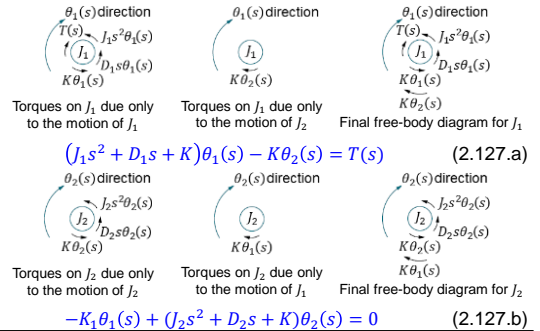 θ₁(s) direction θ₁(s) direction θ₁(s) direction
T(s) J₁s²θ₁(s) T(s) J₁s²θ₁(s)
J₁ J₁ J₁
D₁sθ₁(s) D₁sθ₁(s)
Kθ₁(s) Kθ₂(s) Kθ₁(s)
Kθ₂(s)
Torques on J₁ due only Torques on J₁ due only Final free-body diagram for J₁
to the motion of J₁ to the motion of J₂
(J₁s² + D₁s + K)θ₁(s) − Kθ₂(s) = T(s) (2.127.a)
θ₂(s) direction θ₂(s) direction θ₂(s) direction
J₂s²θ₂(s) J₂s²θ₂(s)
J₂ J₂ J₂
D₂sθ₂(s) D₂sθ₂(s)
Kθ₂(s) Kθ₁(s) Kθ₂(s)
Kθ₁(s)
Torques on J₂ due only Torques on J₂ due only Final free-body diagram for J₂
to the motion of J₂ to the motion of J₁
−K₁θ₁(s) + (J₂s² + D₂s + K)θ₂(s) = 0 (2.127.b)